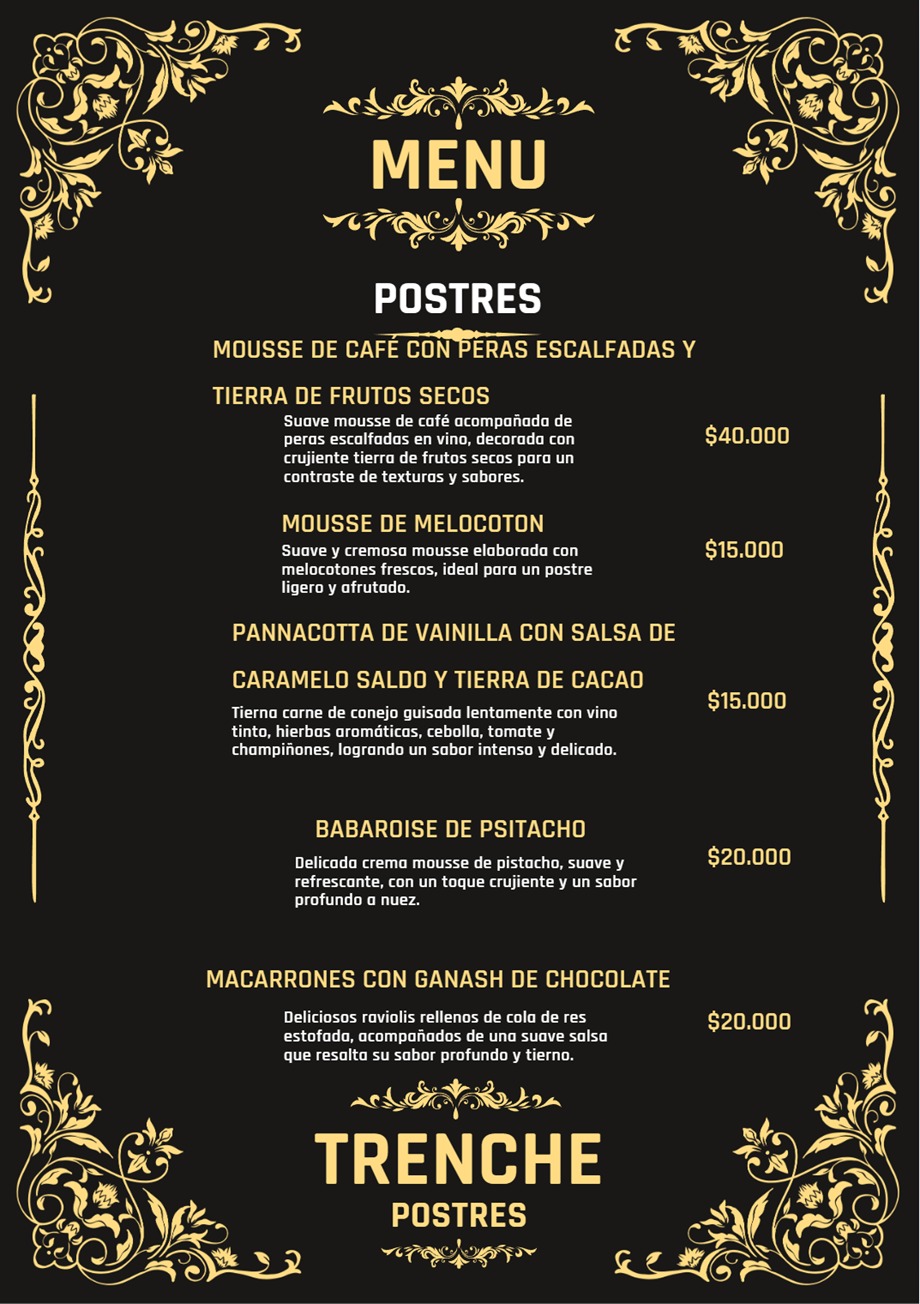 MENU
POSTRES
MOUSSE DE CAFÉ CON PERAS ESCALFADAS Y
TIERRA DE FRUTOS SECOS
Suave mousse de café acompañada de
peras escalfadas en vino, decorada con
crujiente tierra de frutos secos para un
contraste de texturas y sabores.
$40.000
MOUSSE DE MELOCOTON
Suave y cremosa mousse elaborada con
melocotones frescos, ideal para un postre
ligero y afrutado.
$15.000
PANNACOTTA DE VAINILLA CON SALSA DE
CARAMELO SALDO Y TIERRA DE CACAO
Tierna carne de conejo guisada lentamente con vino
tinto, hierbas aromáticas, cebolla, tomate y
champiñones, logrando un sabor intenso y delicado.
$15.000
BABAROISE DE PSITACHO
Delicada crema mousse de pistacho, suave y
refrescante, con un toque crujiente y un sabor
profundo a nuez.
$20.000
MACARRONES CON GANASH DE CHOCOLATE
Deliciosos raviolis rellenos de cola de res
estofada, acompañados de una suave salsa
que resalta su sabor profundo y tierno.
$20.000
TRENCHE
POSTRES